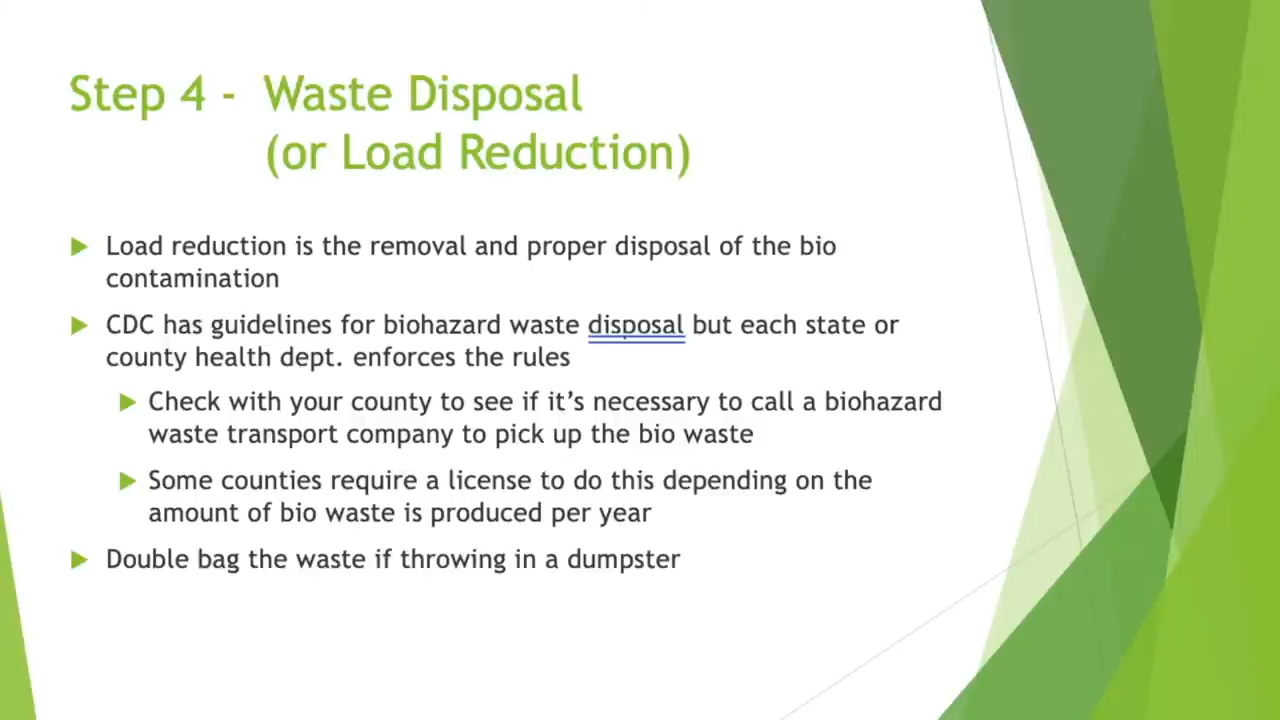 Step 4 -  Waste Disposal
(or Load Reduction)
Load reduction is the removal and proper disposal of the bio
contamination
CDC has guidelines for biohazard waste disposal but each state or
county health dept. enforces the rules
Check with your county to see if it’s necessary to call a biohazard
waste transport company to pick up the bio waste
Some counties require a license to do this depending on the
amount of bio waste is produced per year
Double bag the waste if throwing in a dumpster